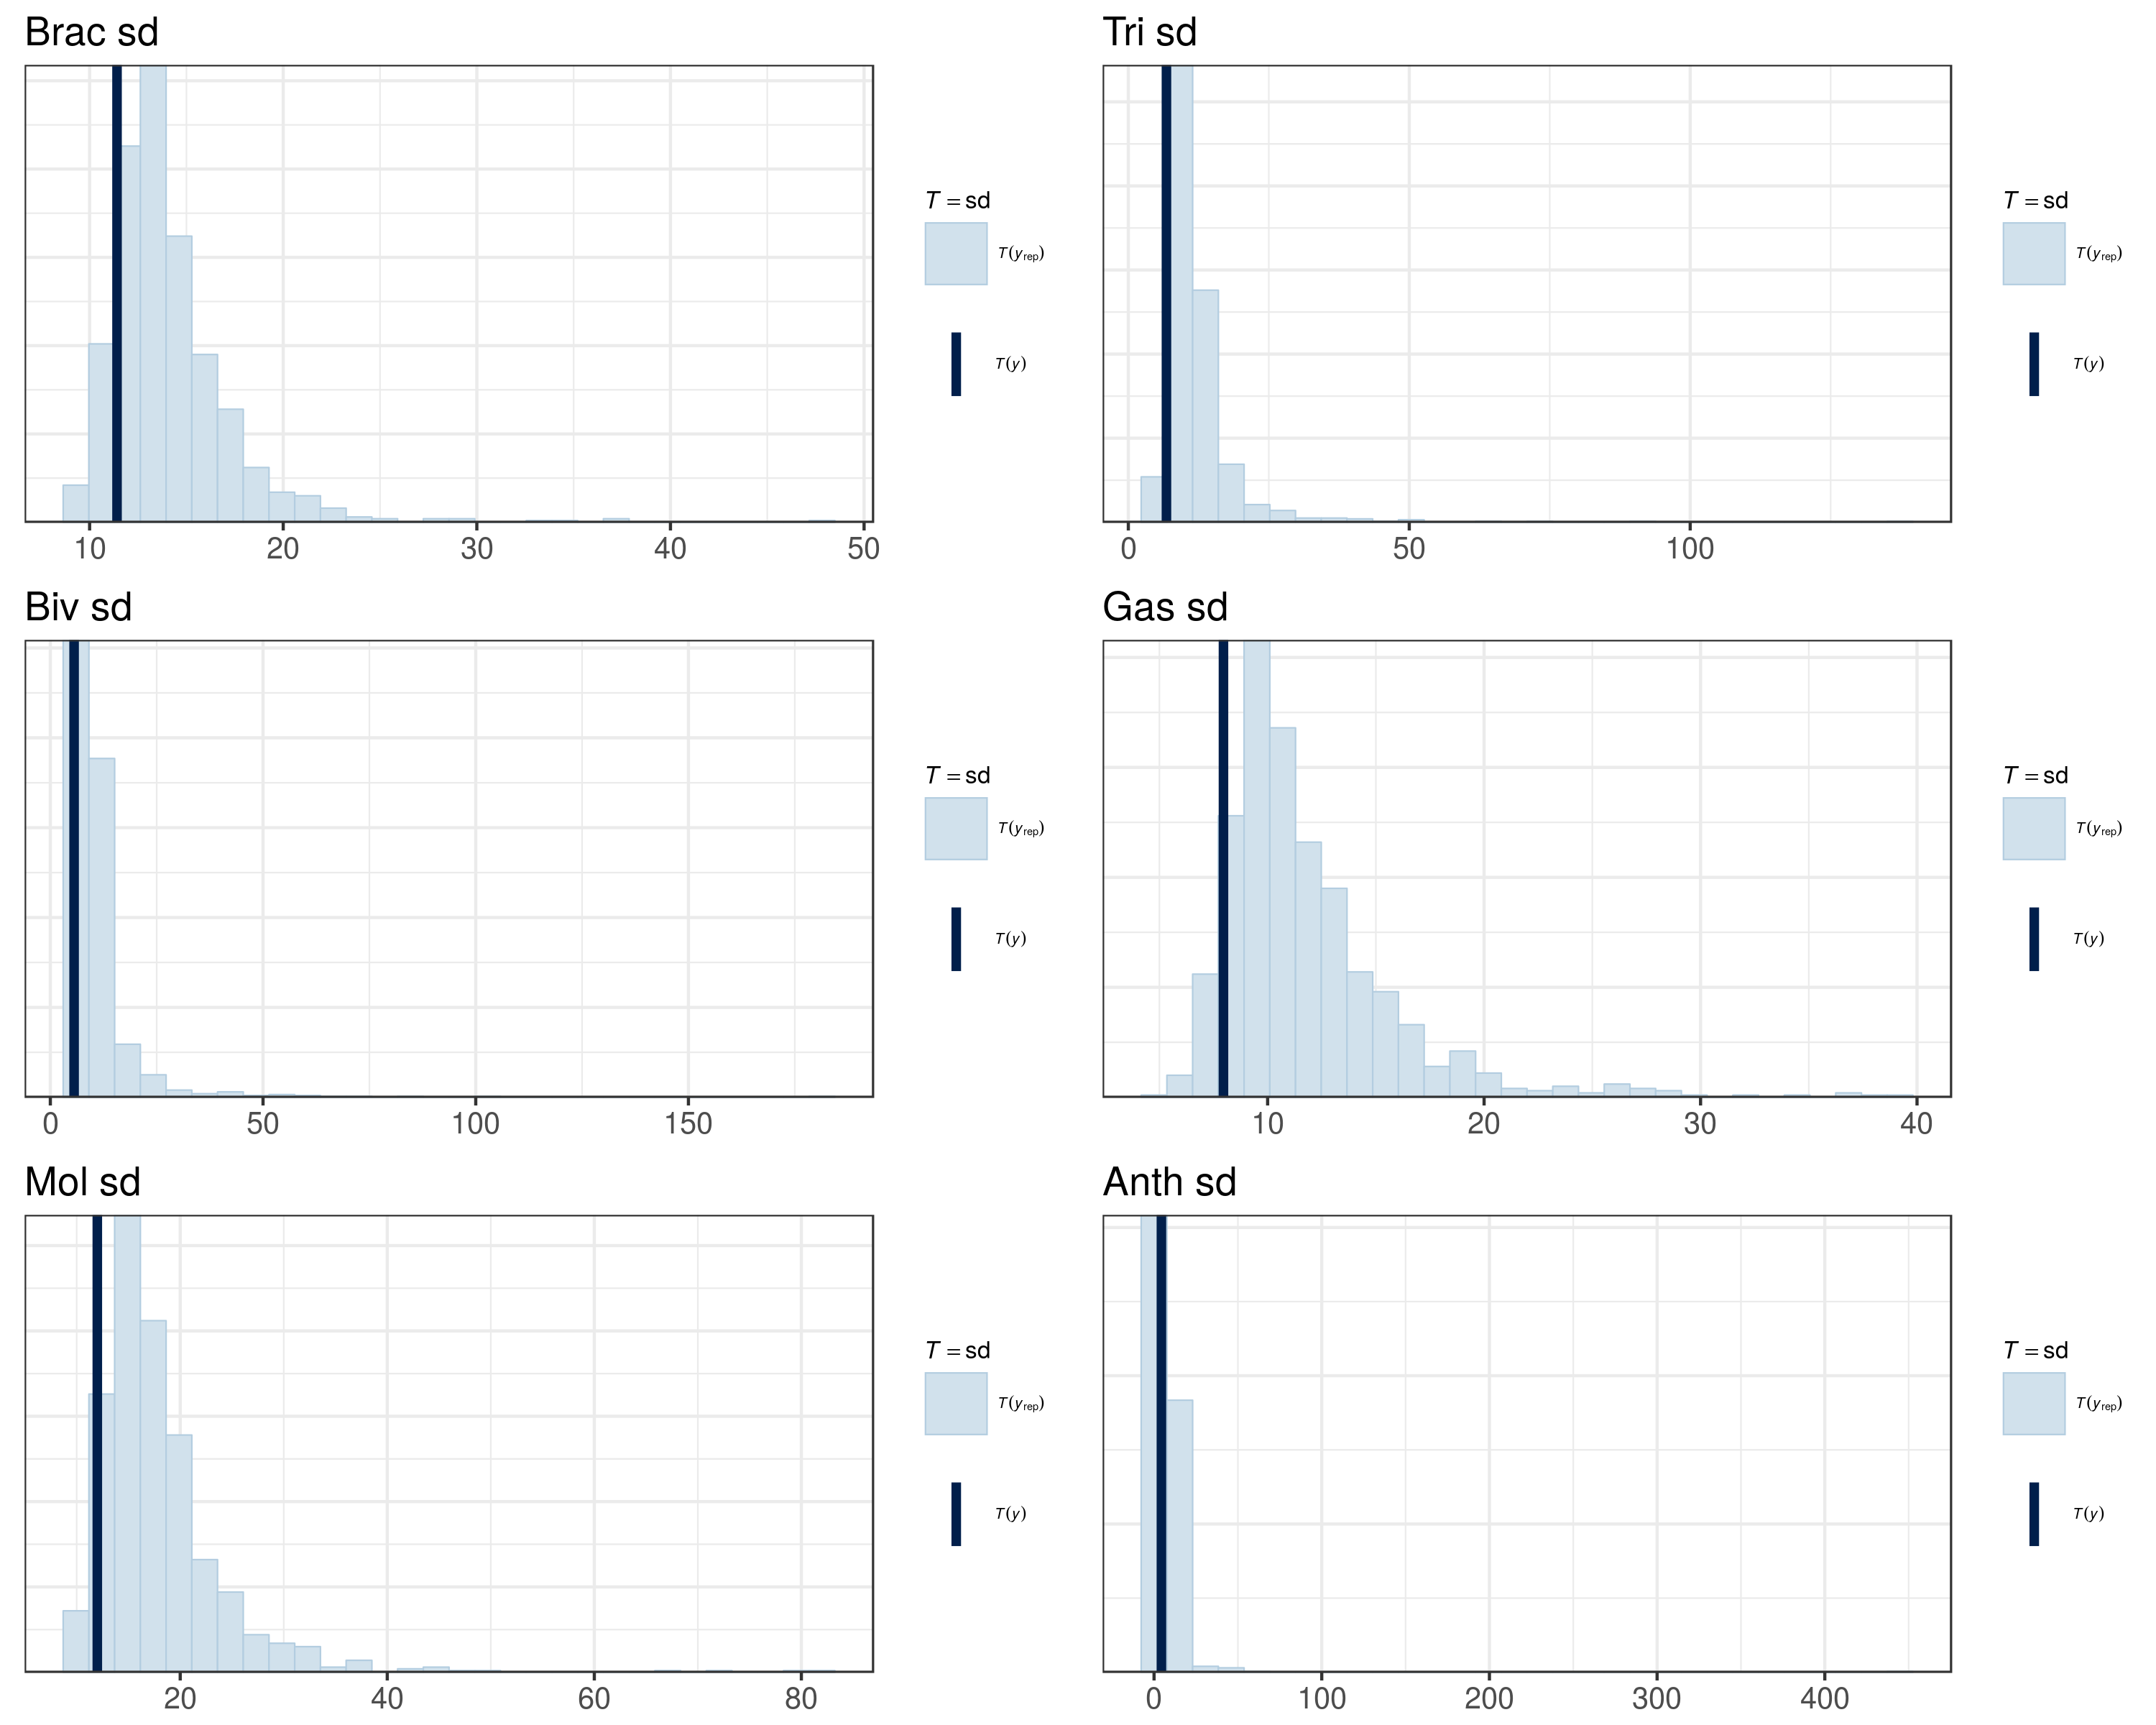 Brac sd
T = sd
T(yrep)
T(y)
10 20 30 40 50
Tri sd
T = sd
T(yrep)
T(y)
0 50 100
Biv sd
T = sd
T(yrep)
T(y)
0 50 100 150
Gas sd
T = sd
T(yrep)
T(y)
10 20 30 40
Mol sd
T = sd
T(yrep)
T(y)
20 40 60 80
Anth sd
T = sd
T(yrep)
T(y)
0 100 200 300 400